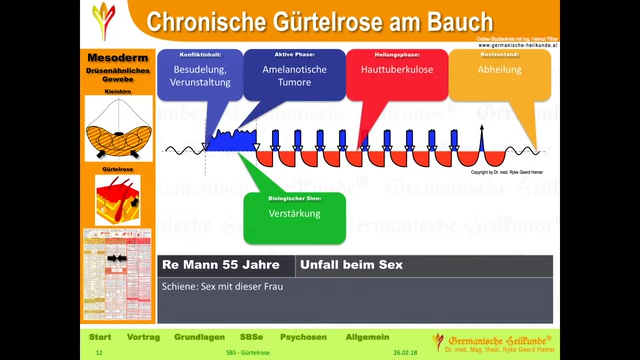 Chronische Gürtelrose am Bauch
Online-Studienkreis mit Ing. Helmut Pilhar
www.germanische-heilkunde.at
Mesoderm
Drüsenähnliches
Gewebe
Kleinhirn
Gürtelrose
Konfliktinhalt:
Besudelung,
Verunstaltung
Aktive Phase:
Amelanotische
Tumore
Heilungsphase:
Hauttuberkulose
Restzustand:
Abheilung
Copyright by Dr. med. Ryke Geerd Hamer
Biologischer Sinn:
Verstärkung
Re Mann 55 Jahre
Unfall beim Sex
Schiene: Sex mit dieser Frau
Start Vortrag Grundlagen SBSe Psychosen Allgemein
12 SBS - Gürtelrose 26.02.18
Germanische Heilkunde®
Dr. med. Mag. theol. Ryke Geerd Hamer